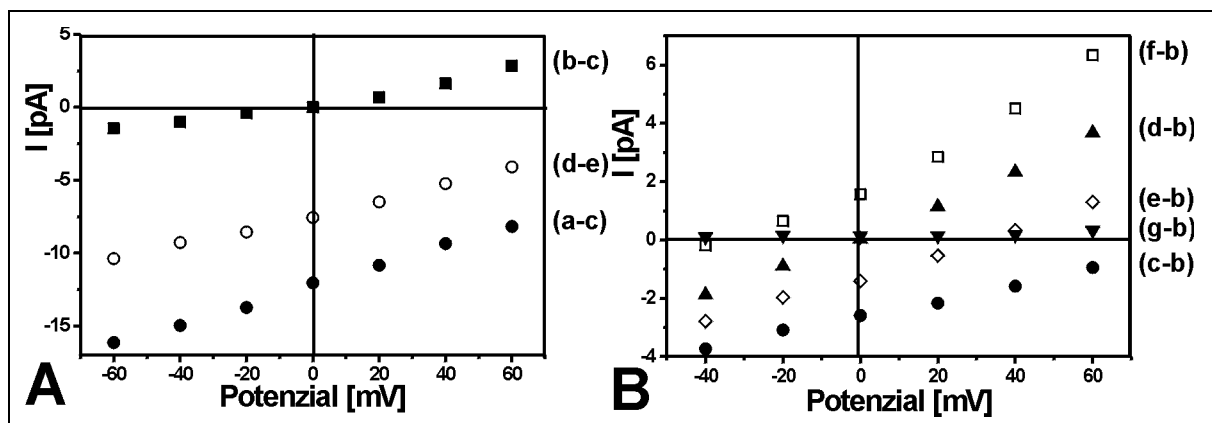 5
0
-5
-10
-15
I [pA]
-60 -40 -20 0 20 40 60
Potenzial [mV]
(b-c)
(d-e)
(a-c)
A
6
4
2
0
-2
-4
I [pA]
-40 -20 0 20 40 60
Potenzial [mV]
(f-b)
(d-b)
(e-b)
(g-b)
(c-b)
B